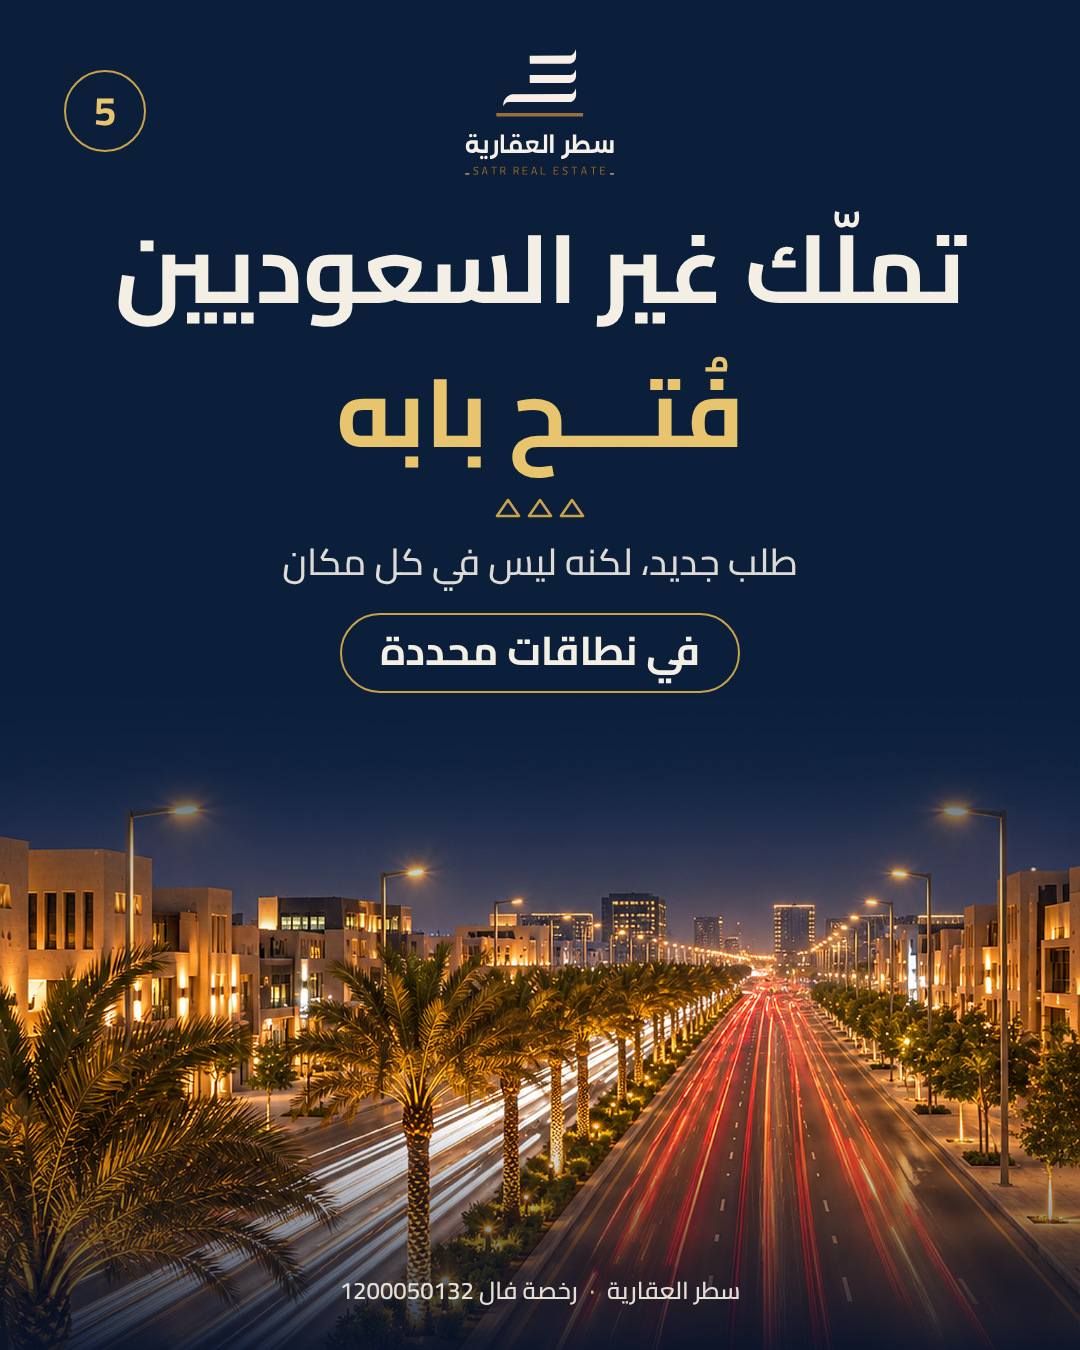 5
سطر العقارية
SATR REAL ESTATE
تملّك غير السعوديين
فُتـــح بابه
طلب جديد، لكنه ليس في كل مكان
في نطاقات محددة
سطر العقارية · رخصة فال 1200050132